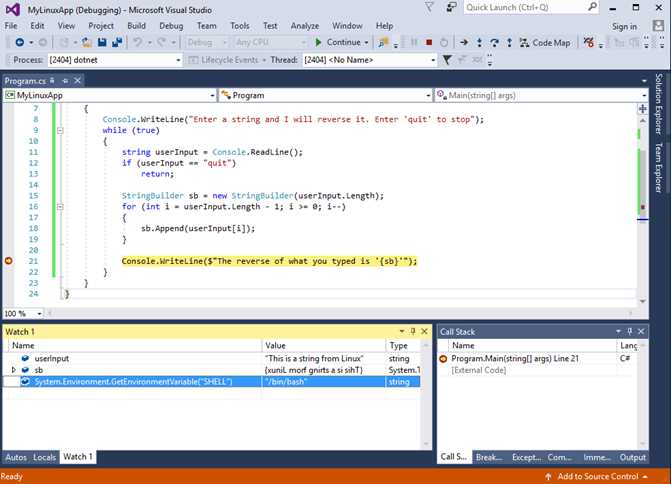 MyLinuxApp (Debugging) - Microsoft Visual Studio
Quick Launch (Ctrl+Q)
File Edit View Project Build Debug Team Tools Analyze Window Help
Sign in
Debug Any CPU Continue Code Map
Process: [2404] dotnet Lifecycle Events Thread: [2404] <No Name>
Program.cs
C# MyLinuxApp Program Main(string[] args)
7 {
8 Console.WriteLine("Enter a string and I will reverse it. Enter 'quit' to stop");
9 while (true)
10 {
11 string userInput = Console.ReadLine();
12 if (userInput == "quit")
13 return;
14
15 StringBuilder sb = new StringBuilder(userInput.Length);
16 for (int i = userInput.Length - 1; i >= 0; i--)
17 {
18 sb.Append(userInput[i]);
19 }
20
21 Console.WriteLine($"The reverse of what you typed is '{sb}'");
22 }
23 }
24 }
100 %
Solution Explorer
Team Explorer
Watch 1
Name Value Type
userInput "This is a string from Linux" string
sb {xuniL morf gnirts a si sihT} System.T
System.Environment.GetEnvironmentVariable("SHELL") "/bin/bash" string
Autos Locals Watch 1
Call Stack
Name Lang
Program.Main(string[] args) Line 21 C#
[External Code]
Call S... Break... Excep... Com... Imme... Output
Ready
Add to Source Control